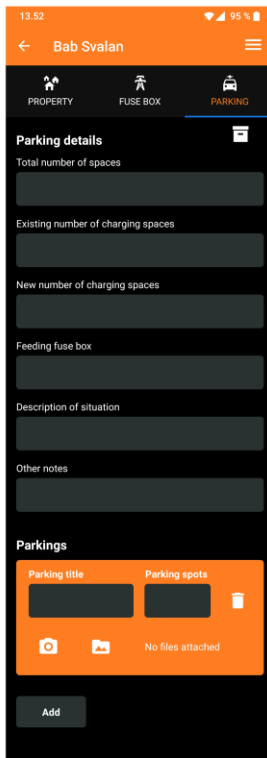 13.52 95 %
Bab Svalan
PROPERTY FUSE BOX PARKING
Parking details
Total number of spaces
Existing number of charging spaces
New number of charging spaces
Feeding fuse box
Description of situation
Other notes
Parkings
Parking title Parking spots
No files attached
Add